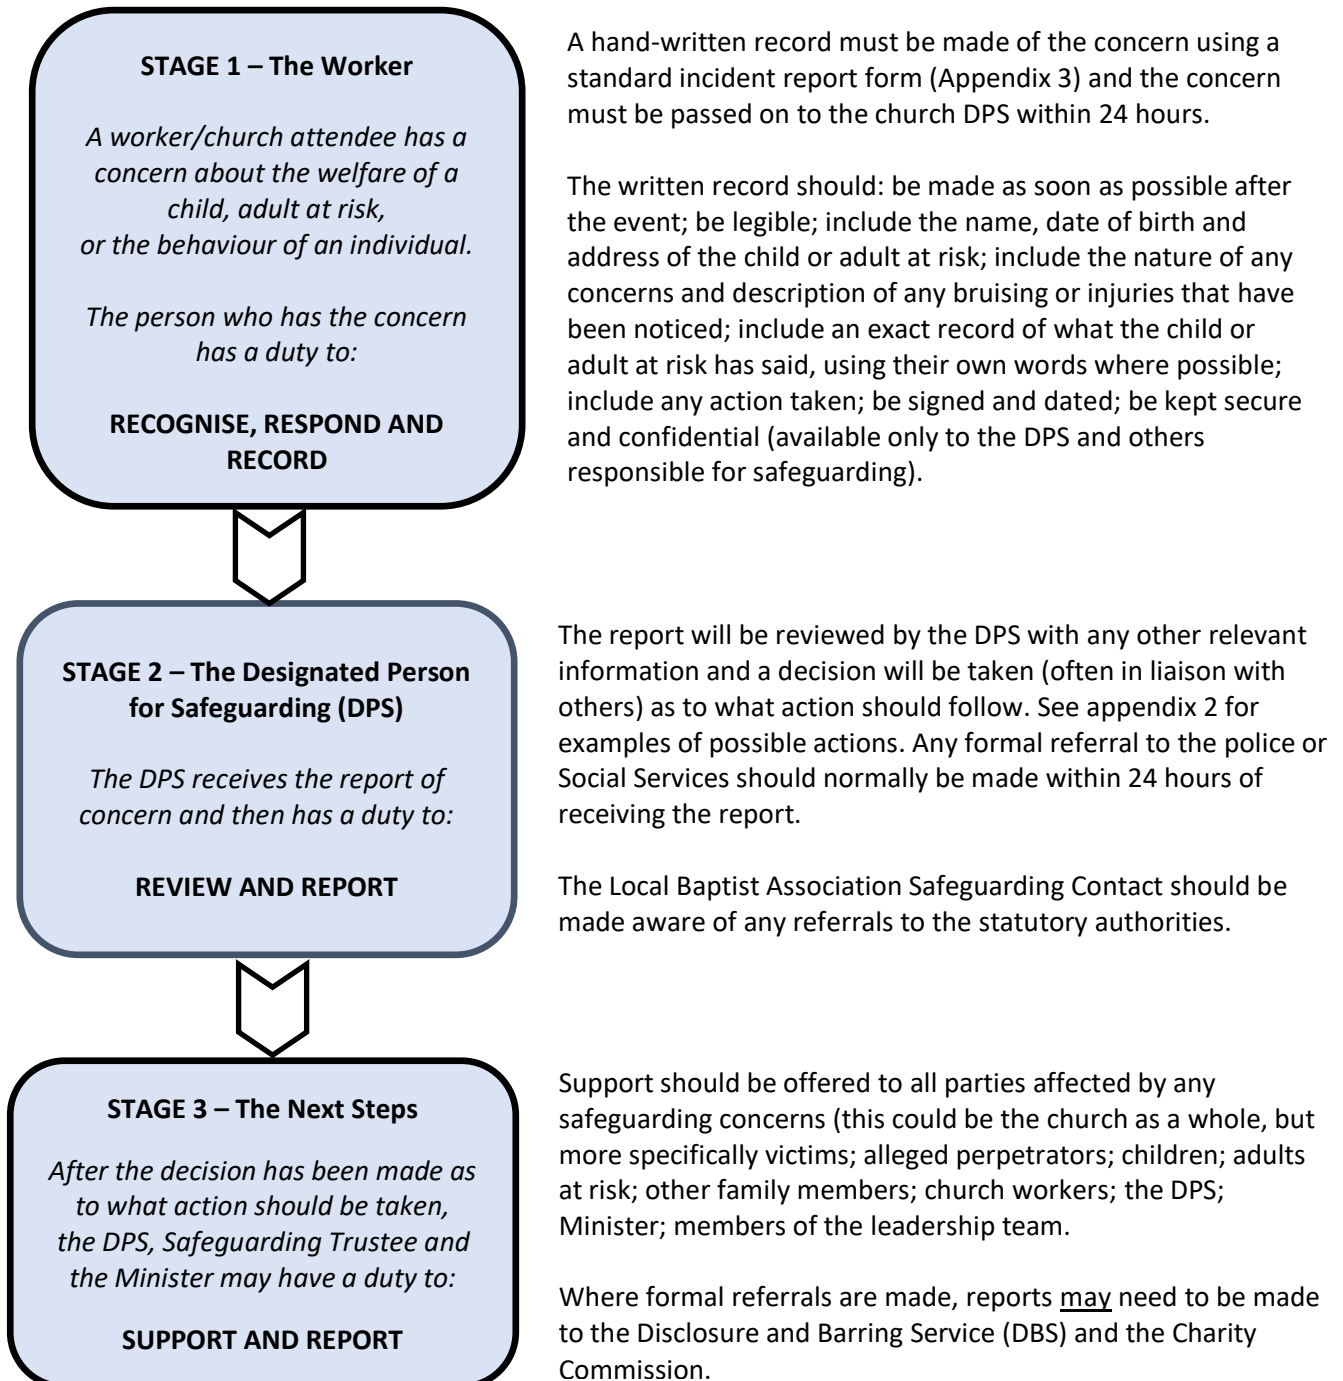 STAGE 1 – The Worker
A worker/church attendee has a
concern about the welfare of a
child, adult at risk,
or the behaviour of an individual.
The person who has the concern
has a duty to:
RECOGNISE, RESPOND AND
RECORD
A hand-written record must be made of the concern using a
standard incident report form (Appendix 3) and the concern
must be passed on to the church DPS within 24 hours.
The written record should: be made as soon as possible after
the event; be legible; include the name, date of birth and
address of the child or adult at risk; include the nature of any
concerns and description of any bruising or injuries that have
been noticed; include an exact record of what the child or
adult at risk has said, using their own words where possible;
include any action taken; be signed and dated; be kept secure
and confidential (available only to the DPS and others
responsible for safeguarding).
STAGE 2 – The Designated Person
for Safeguarding (DPS)
The DPS receives the report of
concern and then has a duty to:
REVIEW AND REPORT
The report will be reviewed by the DPS with any other relevant
information and a decision will be taken (often in liaison with
others) as to what action should follow. See appendix 2 for
examples of possible actions. Any formal referral to the police or
Social Services should normally be made within 24 hours of
receiving the report.
The Local Baptist Association Safeguarding Contact should be
made aware of any referrals to the statutory authorities.
STAGE 3 – The Next Steps
After the decision has been made as
to what action should be taken,
the DPS, Safeguarding Trustee and
the Minister may have a duty to:
SUPPORT AND REPORT
Support should be offered to all parties affected by any
safeguarding concerns (this could be the church as a whole, but
more specifically victims; alleged perpetrators; children; adults
at risk; other family members; church workers; the DPS;
Minister; members of the leadership team.
Where formal referrals are made, reports may need to be made
to the Disclosure and Barring Service (DBS) and the Charity
Commission.